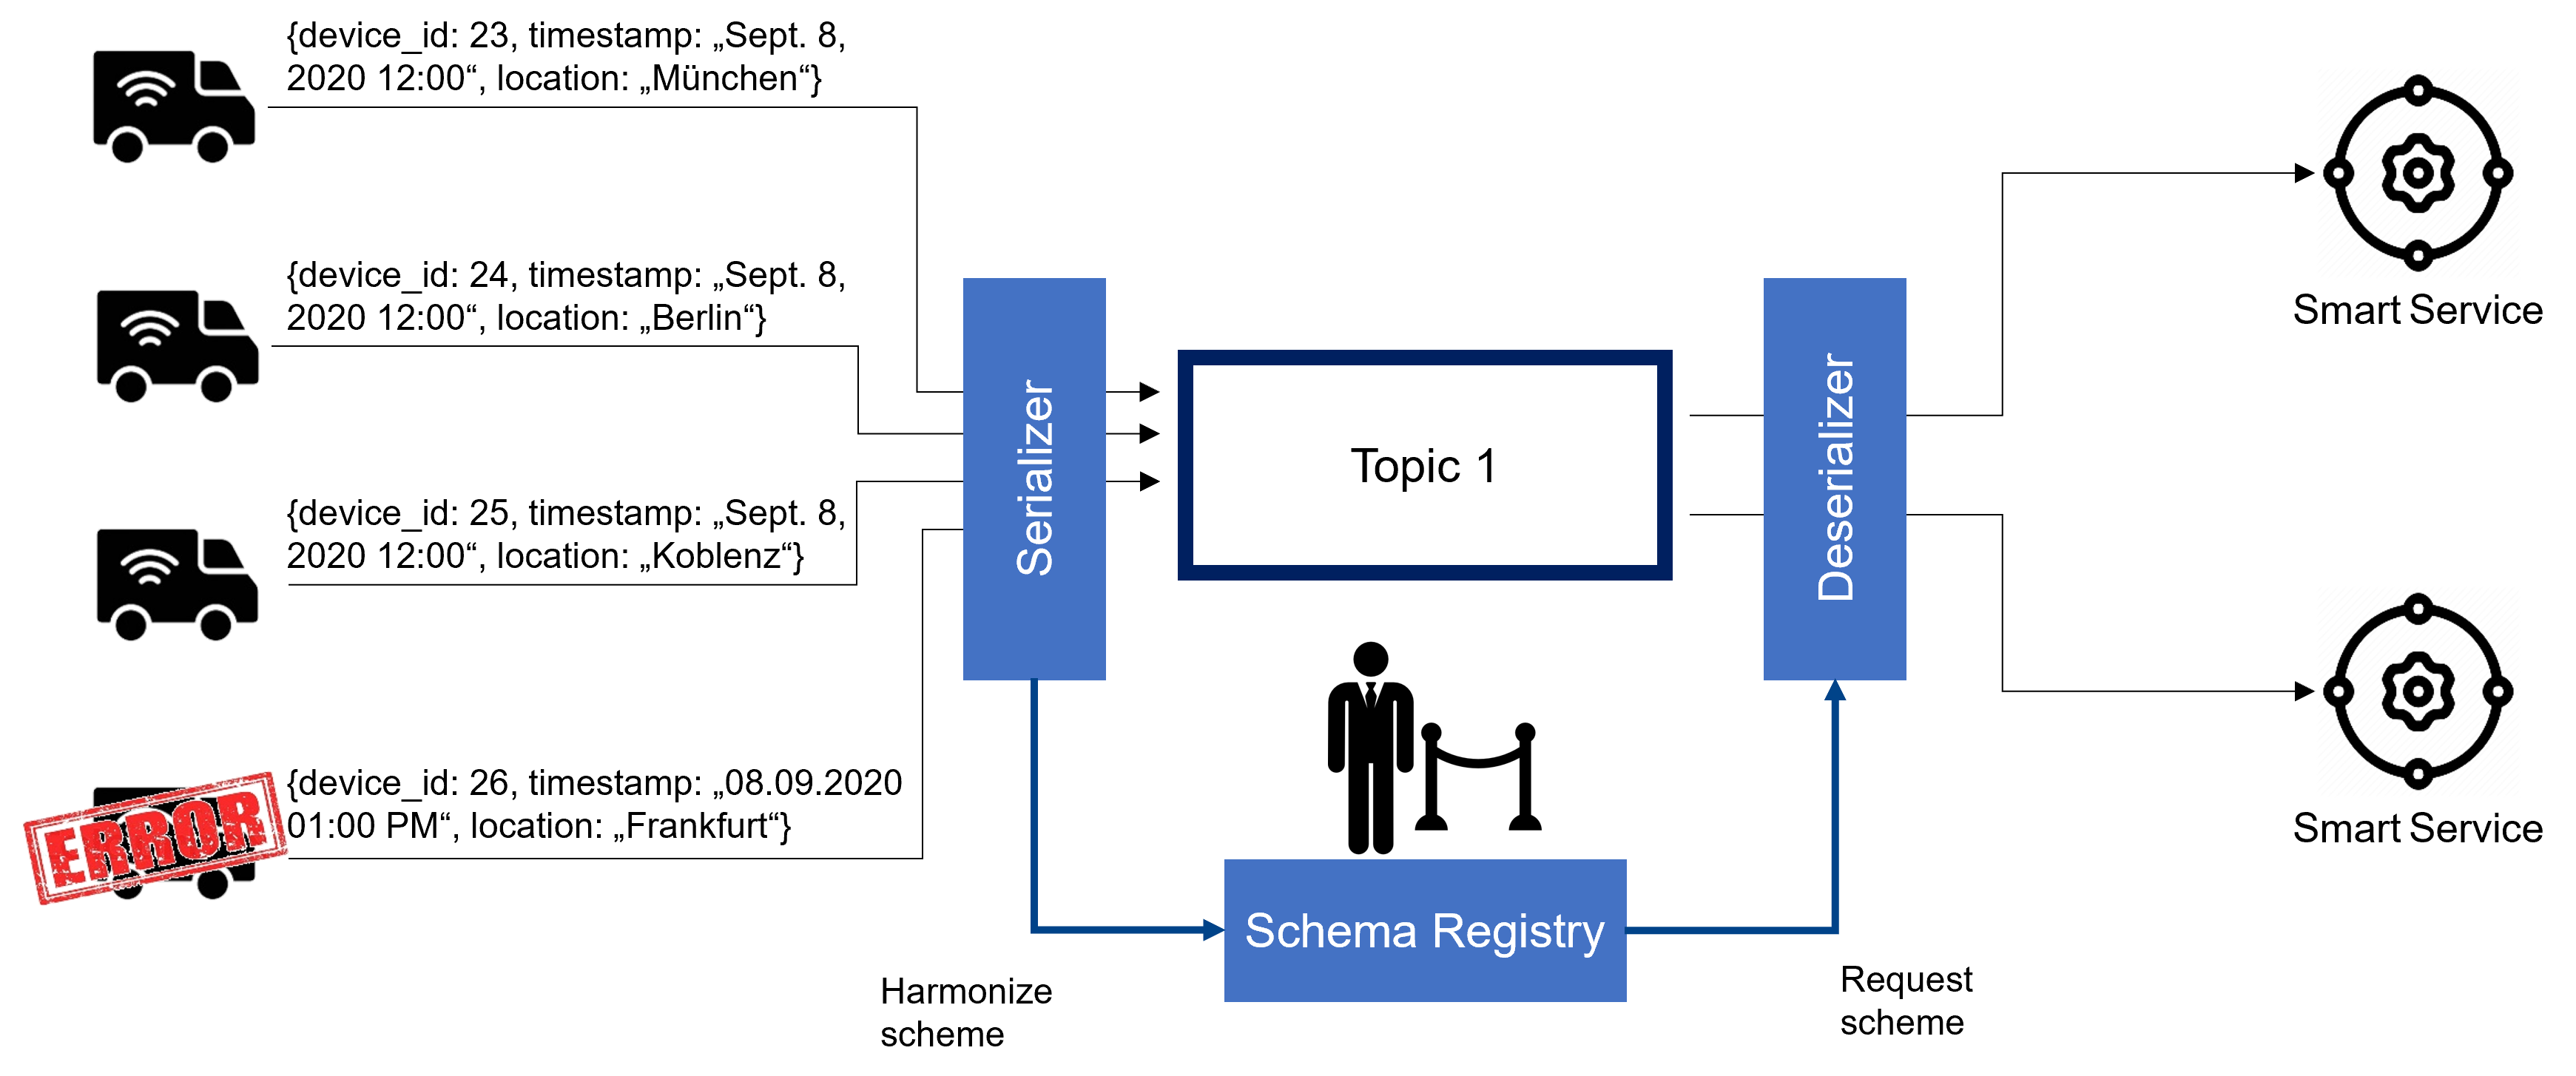 {device_id: 23, timestamp: „Sept. 8,
2020 12:00“, location: „München“}
{device_id: 24, timestamp: „Sept. 8,
2020 12:00“, location: „Berlin“}
{device_id: 25, timestamp: „Sept. 8,
2020 12:00“, location: „Koblenz“}
{device_id: 26, timestamp: „08.09.2020
01:00 PM“, location: „Frankfurt“}
ERROR
Serializer
Topic 1
Deserializer
Smart Service
Smart Service
Schema Registry
Harmonize
scheme
Request
scheme